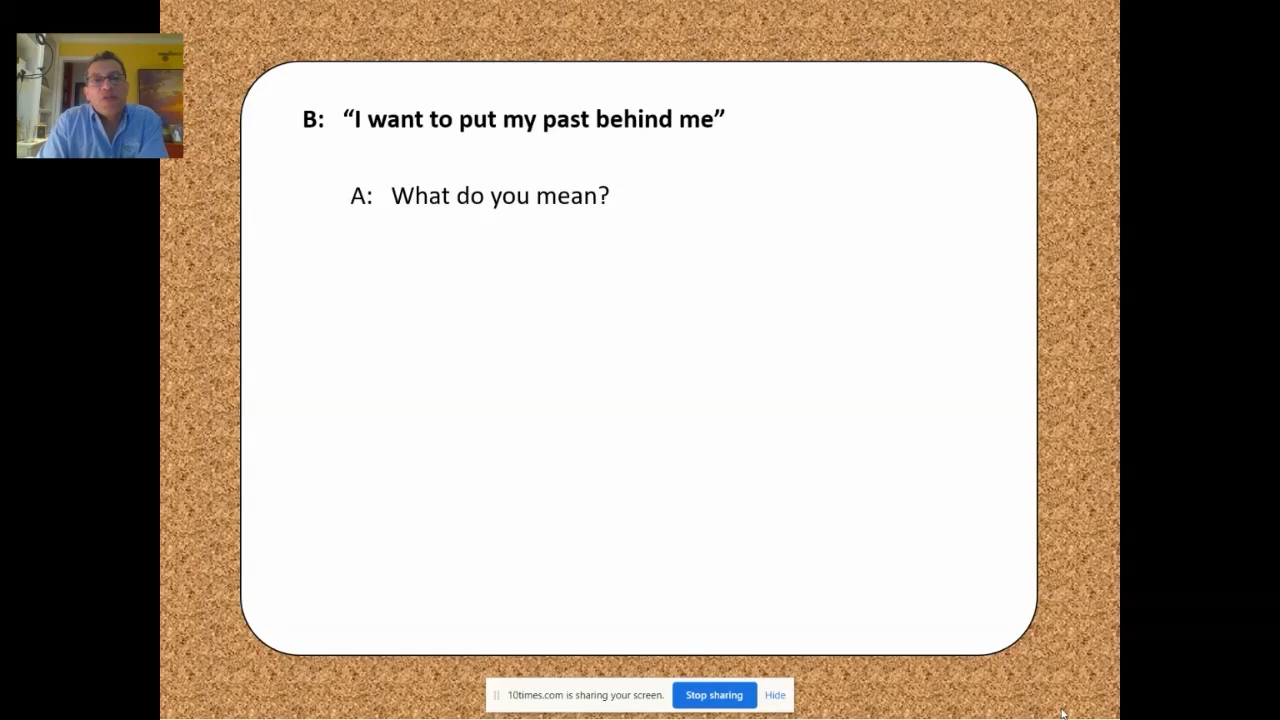 B: “I want to put my past behind me”
A: What do you mean?
10times.com is sharing your screen. Stop sharing Hide